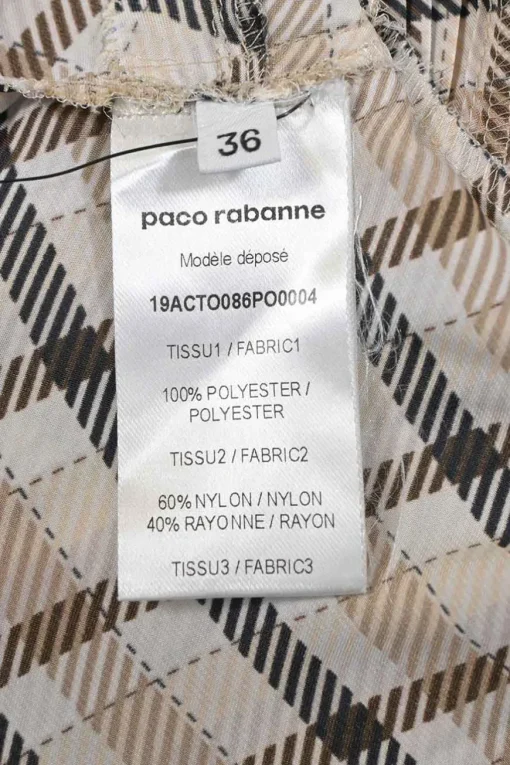 36
paco rabanne
Modèle déposé
19ACTO086PO0004
TISSU1 / FABRIC1
100% POLYESTER /
POLYESTER
TISSU2 / FABRIC2
60% NYLON / NYLON
40% RAYONNE / RAYON
TISSU3 / FABRIC3